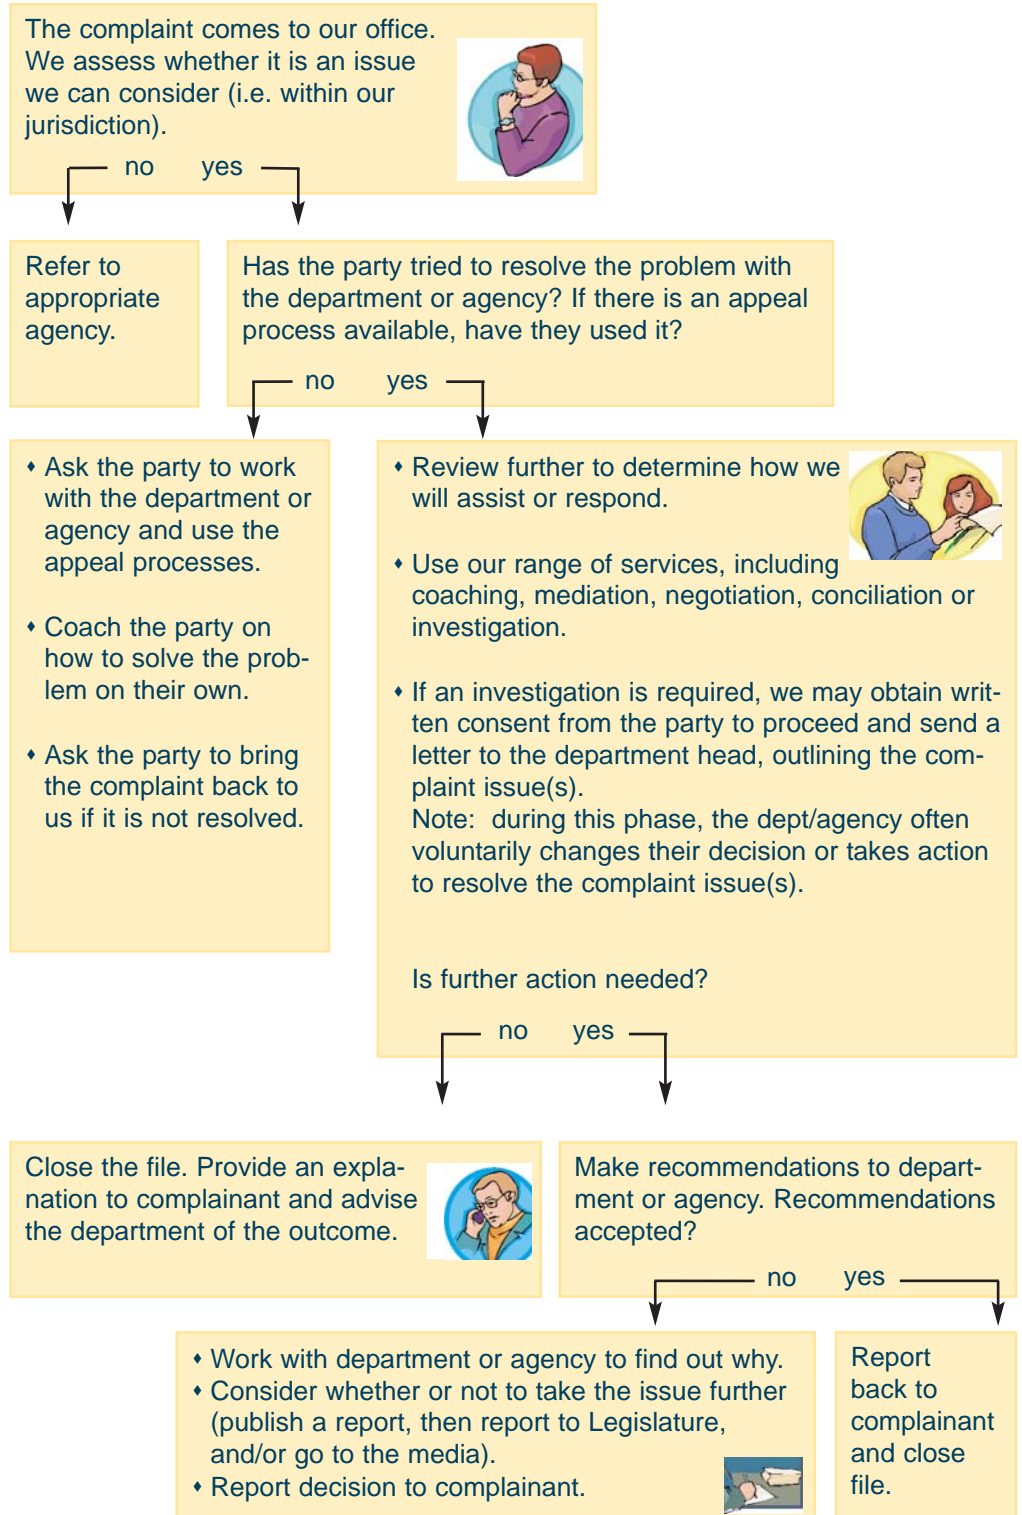 The complaint comes to our office.
We assess whether it is an issue
we can consider (i.e. within our
jurisdiction).
no yes
Refer to
appropriate
agency.
Has the party tried to resolve the problem with
the department or agency? If there is an appeal
process available, have they used it?
no yes
♦ Ask the party to work
with the department or
agency and use the
appeal processes.
♦ Coach the party on
how to solve the prob-
lem on their own.
♦ Ask the party to bring
the complaint back to
us if it is not resolved.
♦ Review further to determine how we
will assist or respond.
♦ Use our range of services, including
coaching, mediation, negotiation, conciliation or
investigation.
♦ If an investigation is required, we may obtain writ-
ten consent from the party to proceed and send a
letter to the department head, outlining the com-
plaint issue(s).
Note: during this phase, the dept/agency often
voluntarily changes their decision or takes action
to resolve the complaint issue(s).
Is further action needed?
no yes
Close the file. Provide an expla-
nation to complainant and advise
the department of the outcome.
Make recommendations to depart-
ment or agency. Recommendations
accepted?
no yes
♦ Work with department or agency to find out why.
♦ Consider whether or not to take the issue further
(publish a report, then report to Legislature,
and/or go to the media).
♦ Report decision to complainant.
Report
back to
complainant
and close
file.